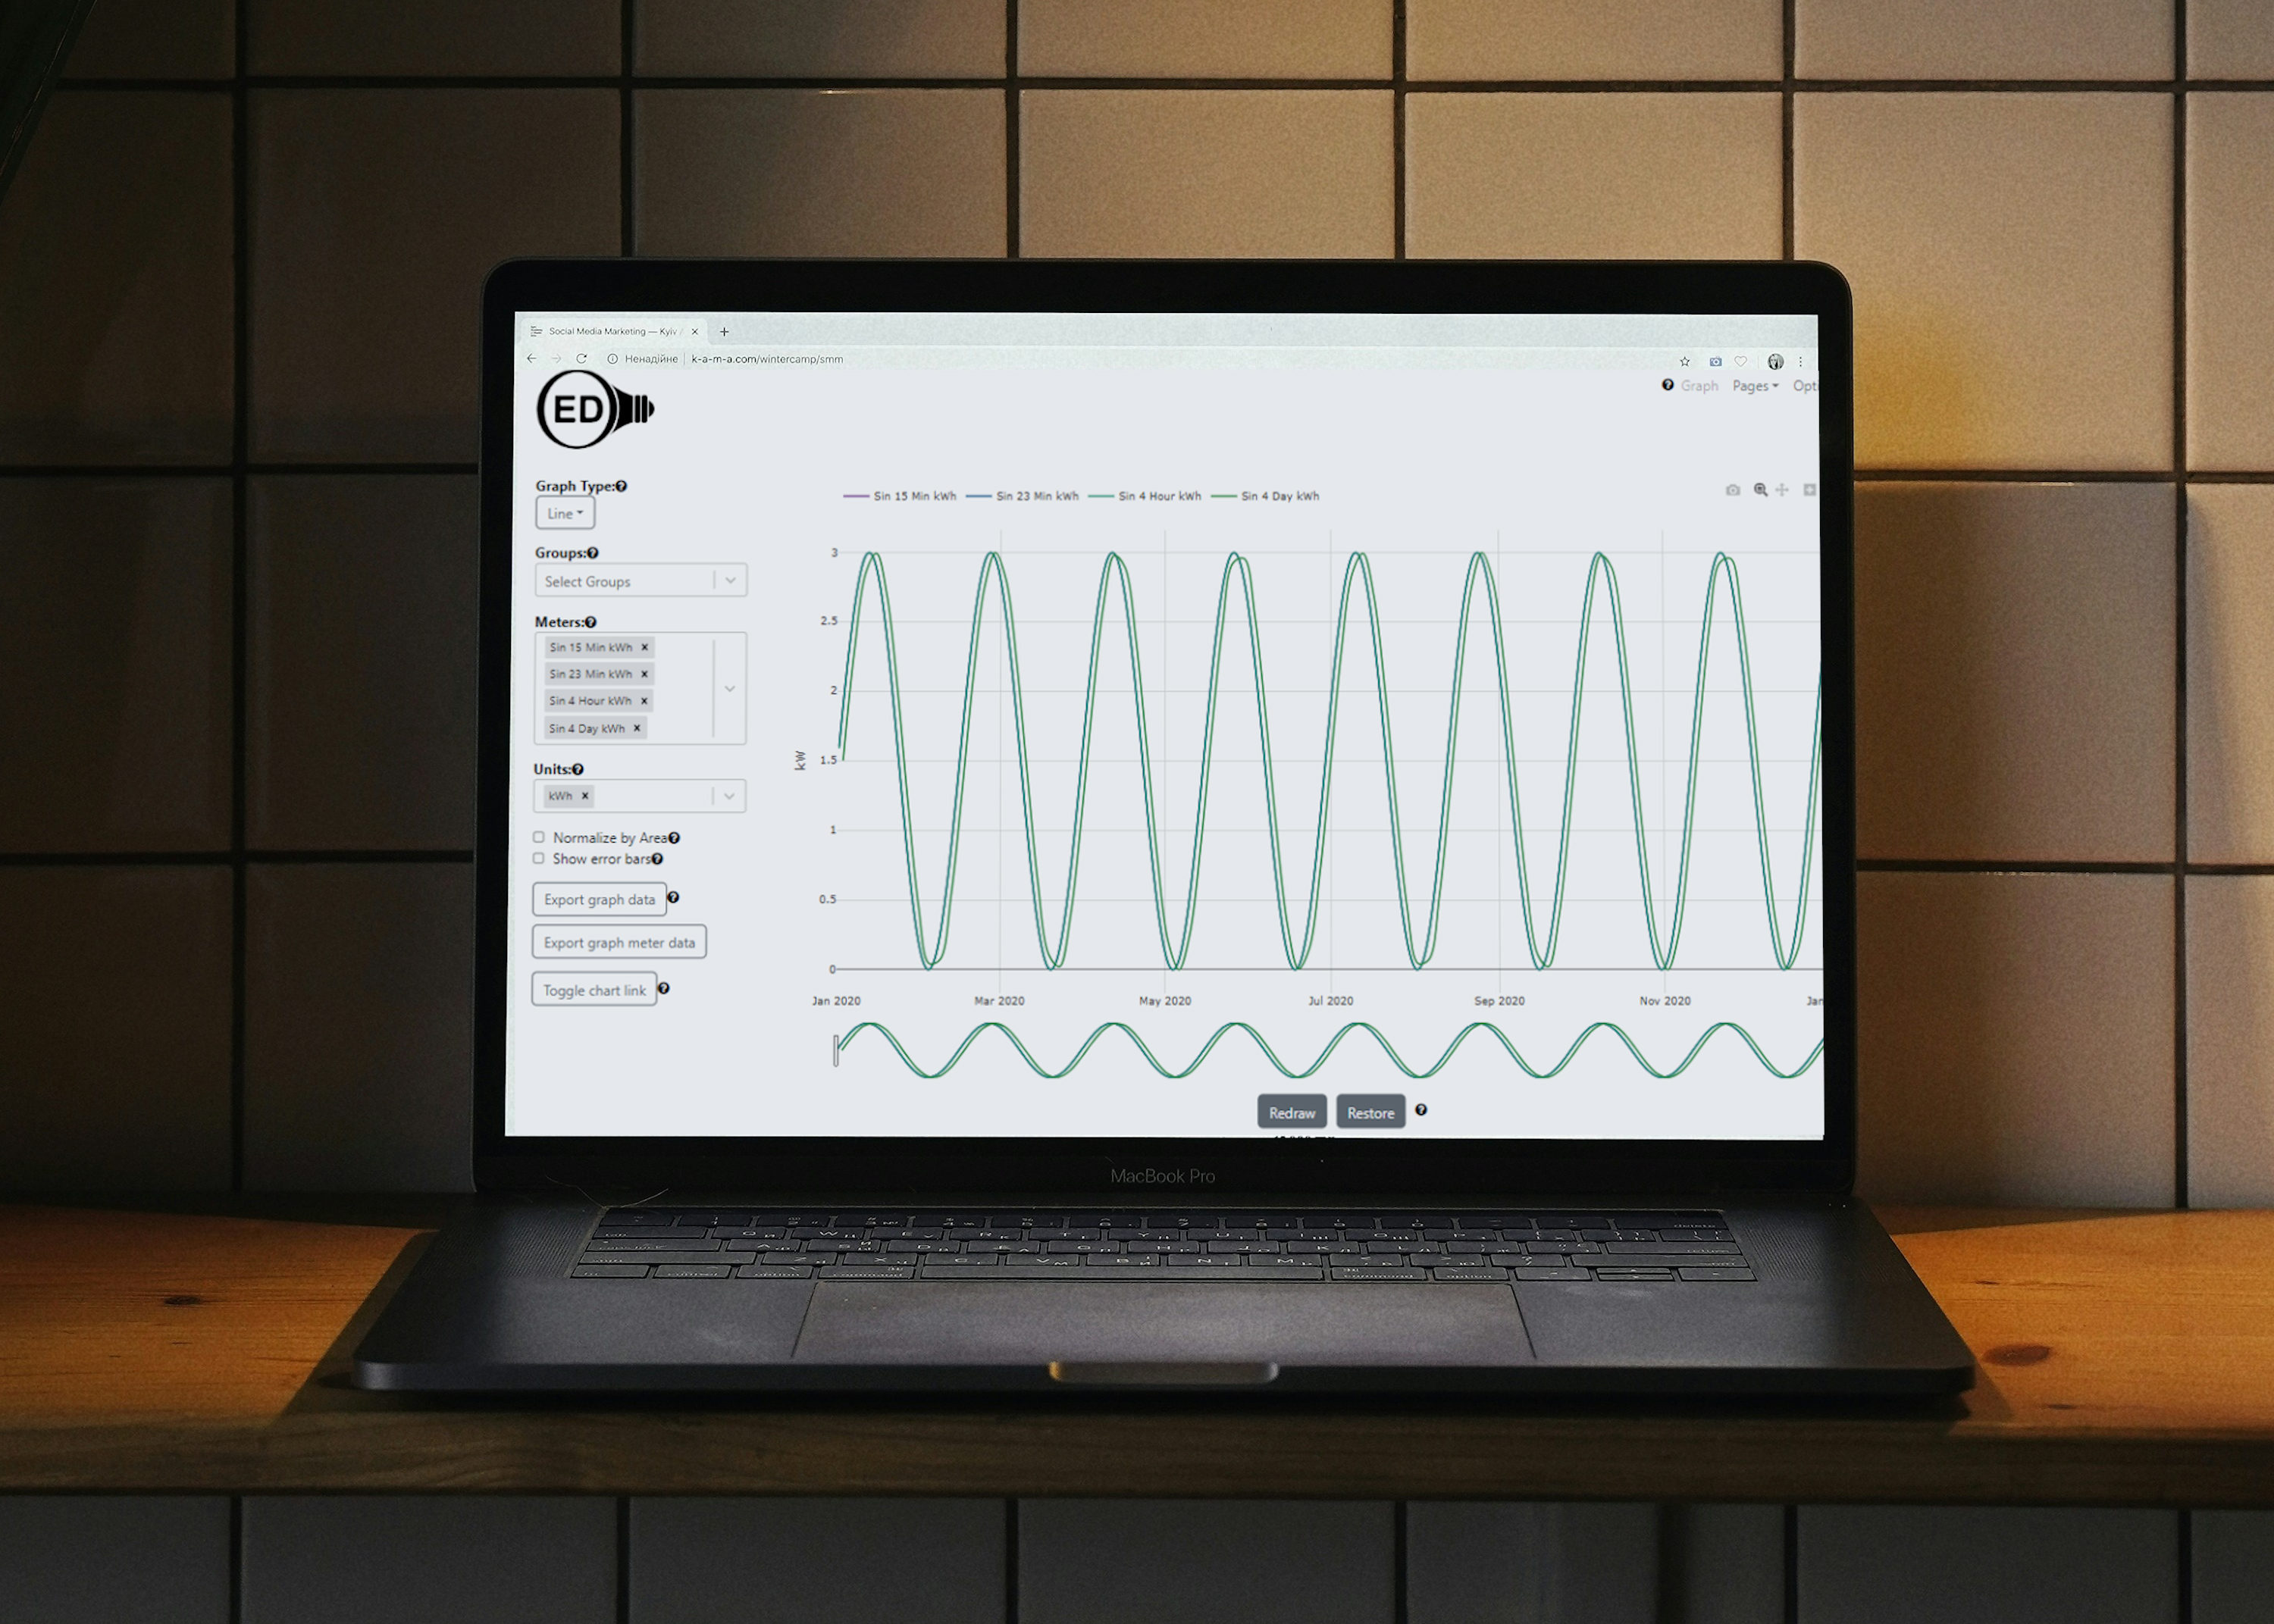 Social Media Marketing — Kyiv
Ненадійне k-a-m-a.com/wintercamp/smm
ED
Graph Pages Opti
Graph Type:
Line
Groups:
Select Groups
Meters:
Sin 15 Min kWh
Sin 23 Min kWh
Sin 4 Hour kWh
Sin 4 Day kWh
Units:
kWh
Normalize by Area
Show error bars
Export graph data
Export graph meter data
Toggle chart link
Sin 15 Min kWh Sin 23 Min kWh Sin 4 Hour kWh Sin 4 Day kWh
3
2.5
2
1.5
1
0.5
0
kW
Jan 2020 Mar 2020 May 2020 Jul 2020 Sep 2020 Nov 2020 Jan
Redraw Restore
MacBook Pro